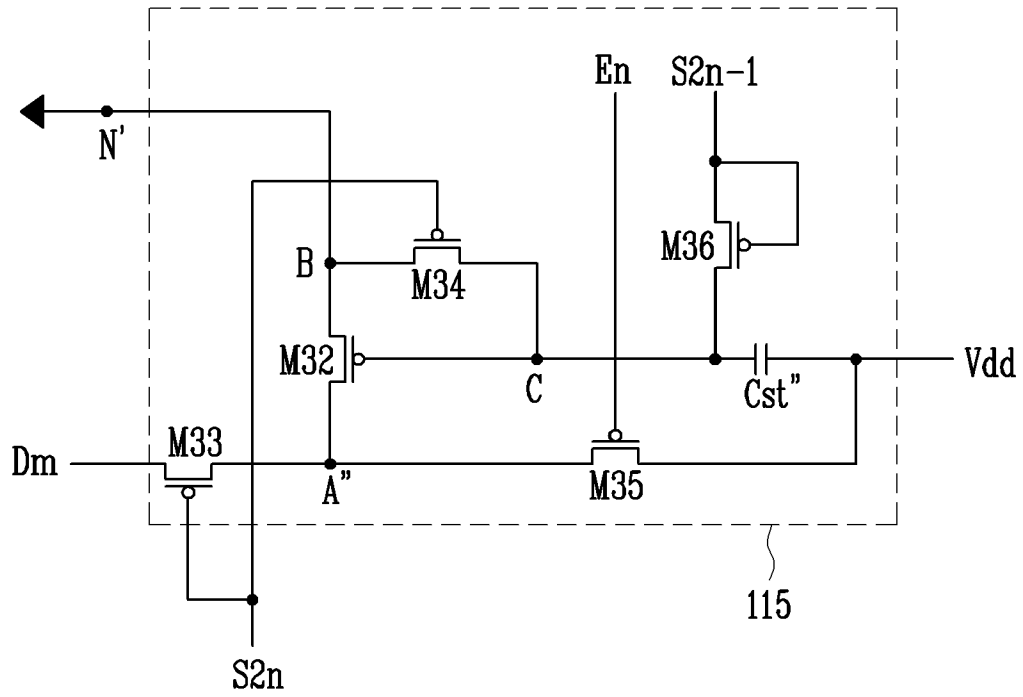 En
S2n-1
N'
M36
B
M34
M32
C
Cst"
Vdd
M33
Dm
A"
M35
115
S2n